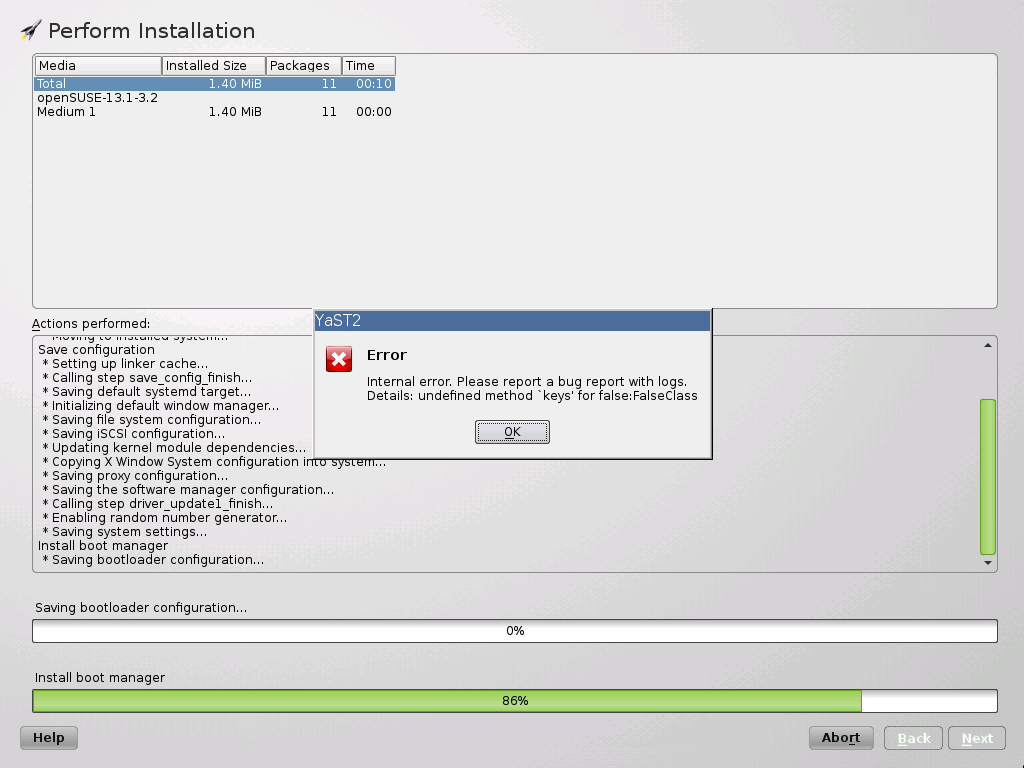 Perform Installation
Media Installed Size Packages Time
Total 1.40 MiB 11 00:10
openSUSE-13.1-3.2
Medium 1 1.40 MiB 11 00:00
Actions performed:
* Moving to installed system...
Save configuration
* Setting up linker cache...
* Calling step save_config_finish...
* Saving default systemd target...
* Initializing default window manager...
* Saving file system configuration...
* Saving iSCSI configuration...
* Updating kernel module dependencies...
* Copying X Window System configuration into system...
* Saving proxy configuration...
* Saving the software manager configuration...
* Calling step driver_update1_finish...
* Enabling random number generator...
* Saving system settings...
Install boot manager
* Saving bootloader configuration...
YaST2
Error
Internal error. Please report a bug report with logs.
Details: undefined method `keys' for false:FalseClass
OK
Saving bootloader configuration...
0%
Install boot manager
86%
Help Abort Back Next